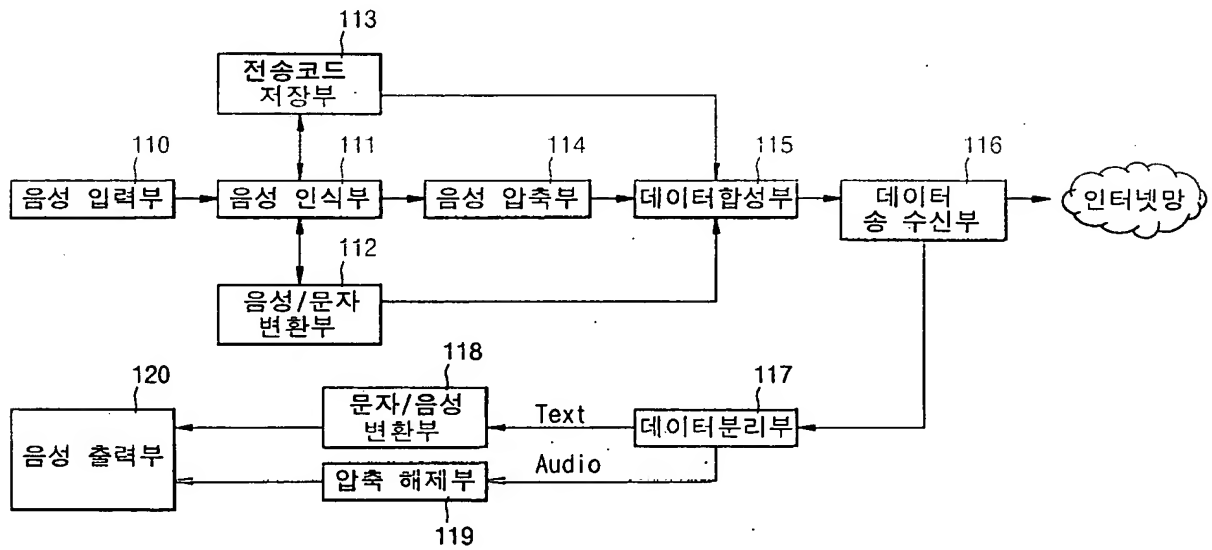 113
전송코드
저장부
110
111
114
115
116
음성 입력부
음성 인식부
음성 압축부
데이터합성부
데이터
송 수신부
인터넷망
112
음성/문자
변환부
118
117
120
문자/음성
변환부
Text
데이터분리부
음성 출력부
Audio
압축 해제부
119